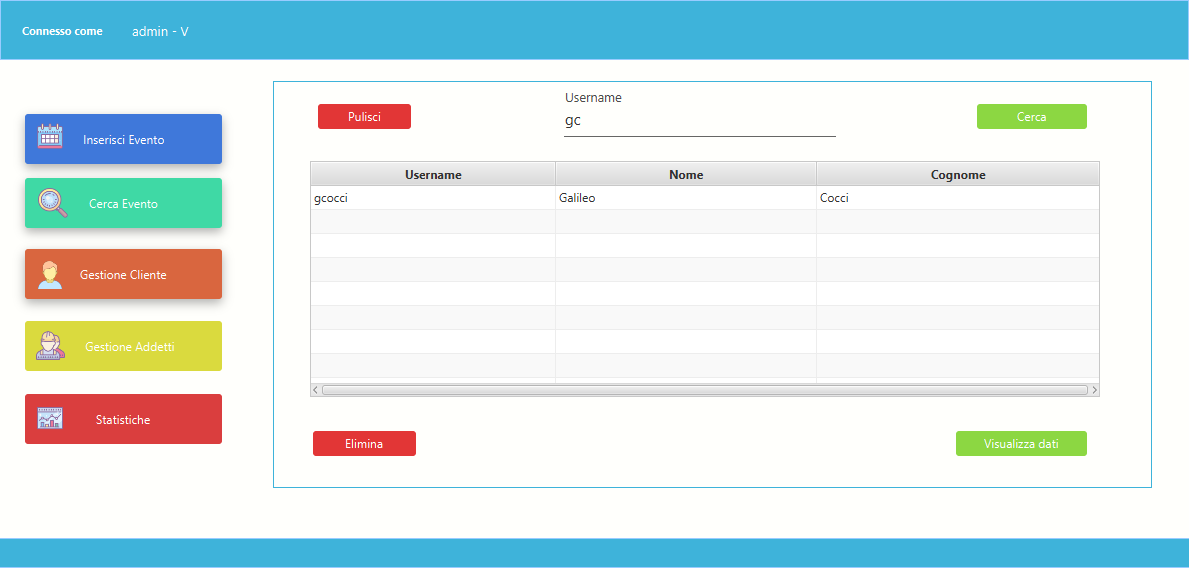 Connesso come admin - V
Inserisci Evento
Cerca Evento
Gestione Cliente
Gestione Addetti
Statistiche
Username
Pulisci gc Cerca
Username Nome Cognome
gcocci Galileo Cocci
Elimina Visualizza dati